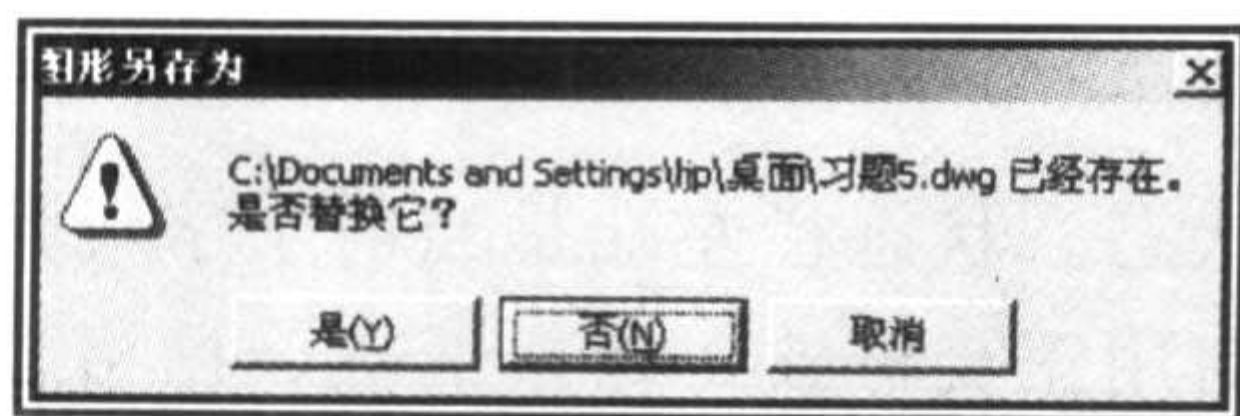 图形另存为
C:\Documents and Settings\hjp\桌面\习题5.dwg 已经存在。
是否替换它？
是(Y) 否(N) 取消